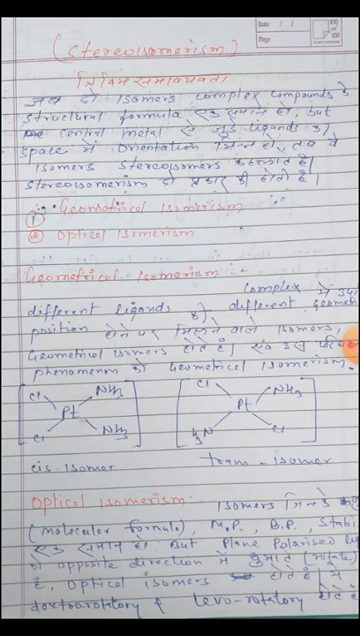 Date
Page
(Stereoisomerism)
त्रिविम समावयवता
जब दो Isomers complex compounds के
structural formula एक समान हो, but
central metal से जुड़े ligands का
space में orientation भिन्न हो, तब वे
Isomers stereoisomers कहलाते हैं।
Stereoisomerism दो प्रकार की होती है।
① Geometrical Isomerism
② Optical Isomerism
Geometrical Isomerism:
complex में
different ligands के different
position होने पर मिलने वाले Isomers,
Geometrical isomers होते हैं। एवं इस
phenomenon को Geometrical Isomerism.
Cl NH3 Cl NH3
Pt Pt
Cl NH3 H3N Cl
cis-Isomer trans-isomer
Optical Isomerism: Isomers जिनके
(Molecular formula), M.P., B.P., Stabi
एक समान हो. But Plane Polarised
को opposite direction में घुमाते (rotate)
है, optical isomers होते हैं। ये
dextrorotatory & Levo-rotatory होते है